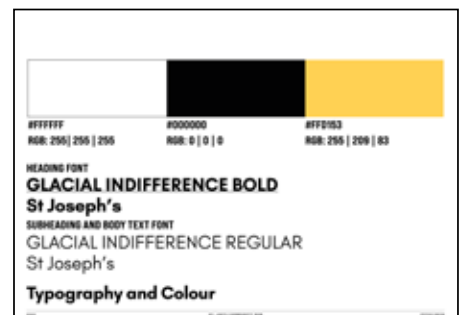 #FFFFFF #000000 #FFD153
RGB: 255| 255 | 255 RGB: 0 | 0 | 0 RGB: 255 | 209 | 83
HEADING FONT
GLACIAL INDIFFERENCE BOLD
St Joseph's
SUBHEADING AND BODY TEXT FONT
GLACIAL INDIFFERENCE REGULAR
St Joseph's
Typography and Colour